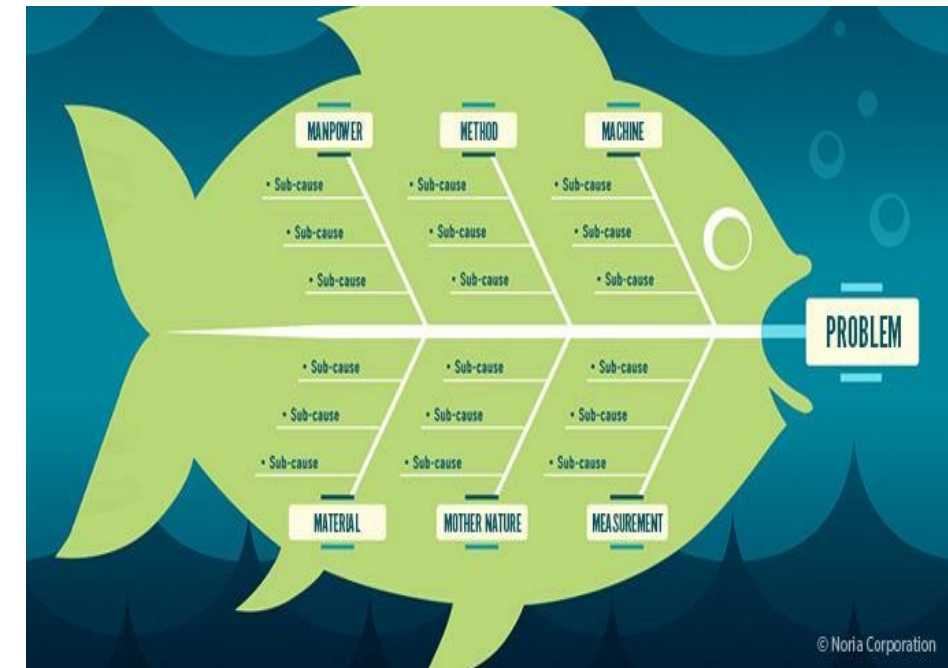 MANPOWER
METHOD
MACHINE
• Sub-cause
• Sub-cause
• Sub-cause
• Sub-cause
• Sub-cause
• Sub-cause
• Sub-cause
• Sub-cause
• Sub-cause
PROBLEM
• Sub-cause
• Sub-cause
• Sub-cause
• Sub-cause
• Sub-cause
• Sub-cause
• Sub-cause
• Sub-cause
• Sub-cause
MATERIAL
MOTHER NATURE
MEASUREMENT
© Noria Corporation